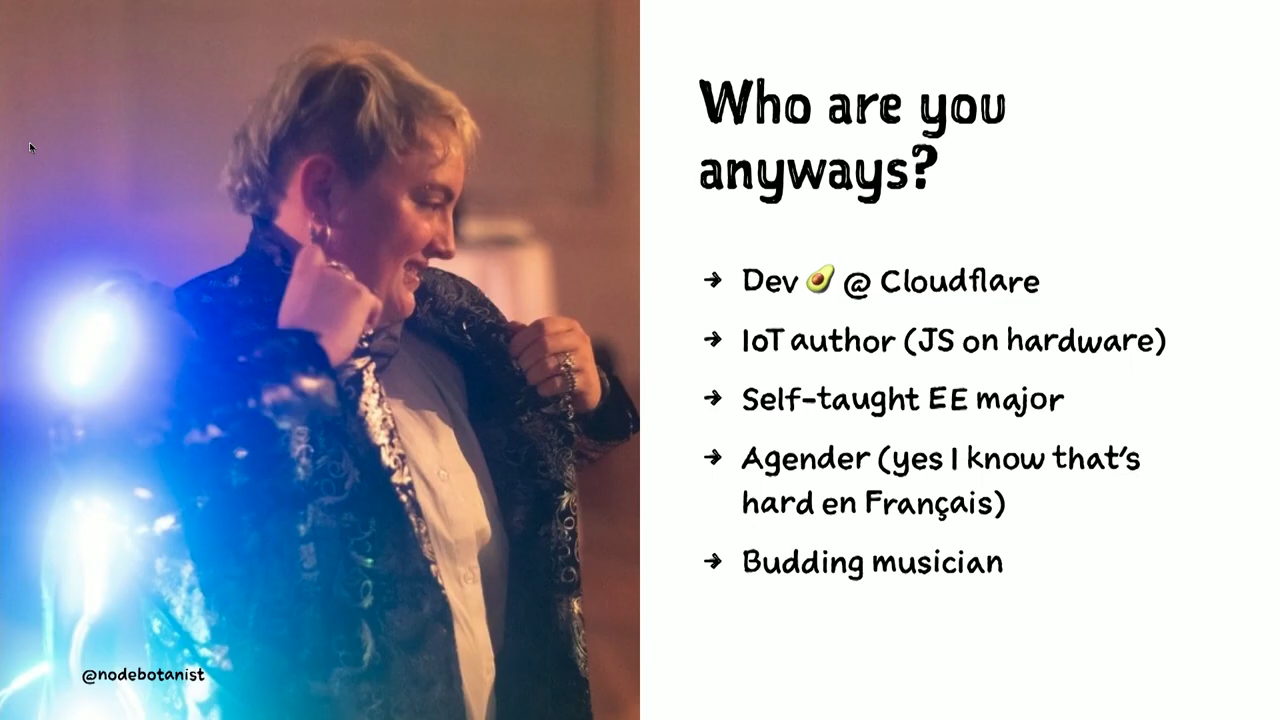 Who are you
anyways?
→ Dev 🥑 @ Cloudflare
→ IoT author (JS on hardware)
→ Self-taught EE major
→ Agender (yes I know that's
hard en Français)
→ Budding musician
@nodebotanist